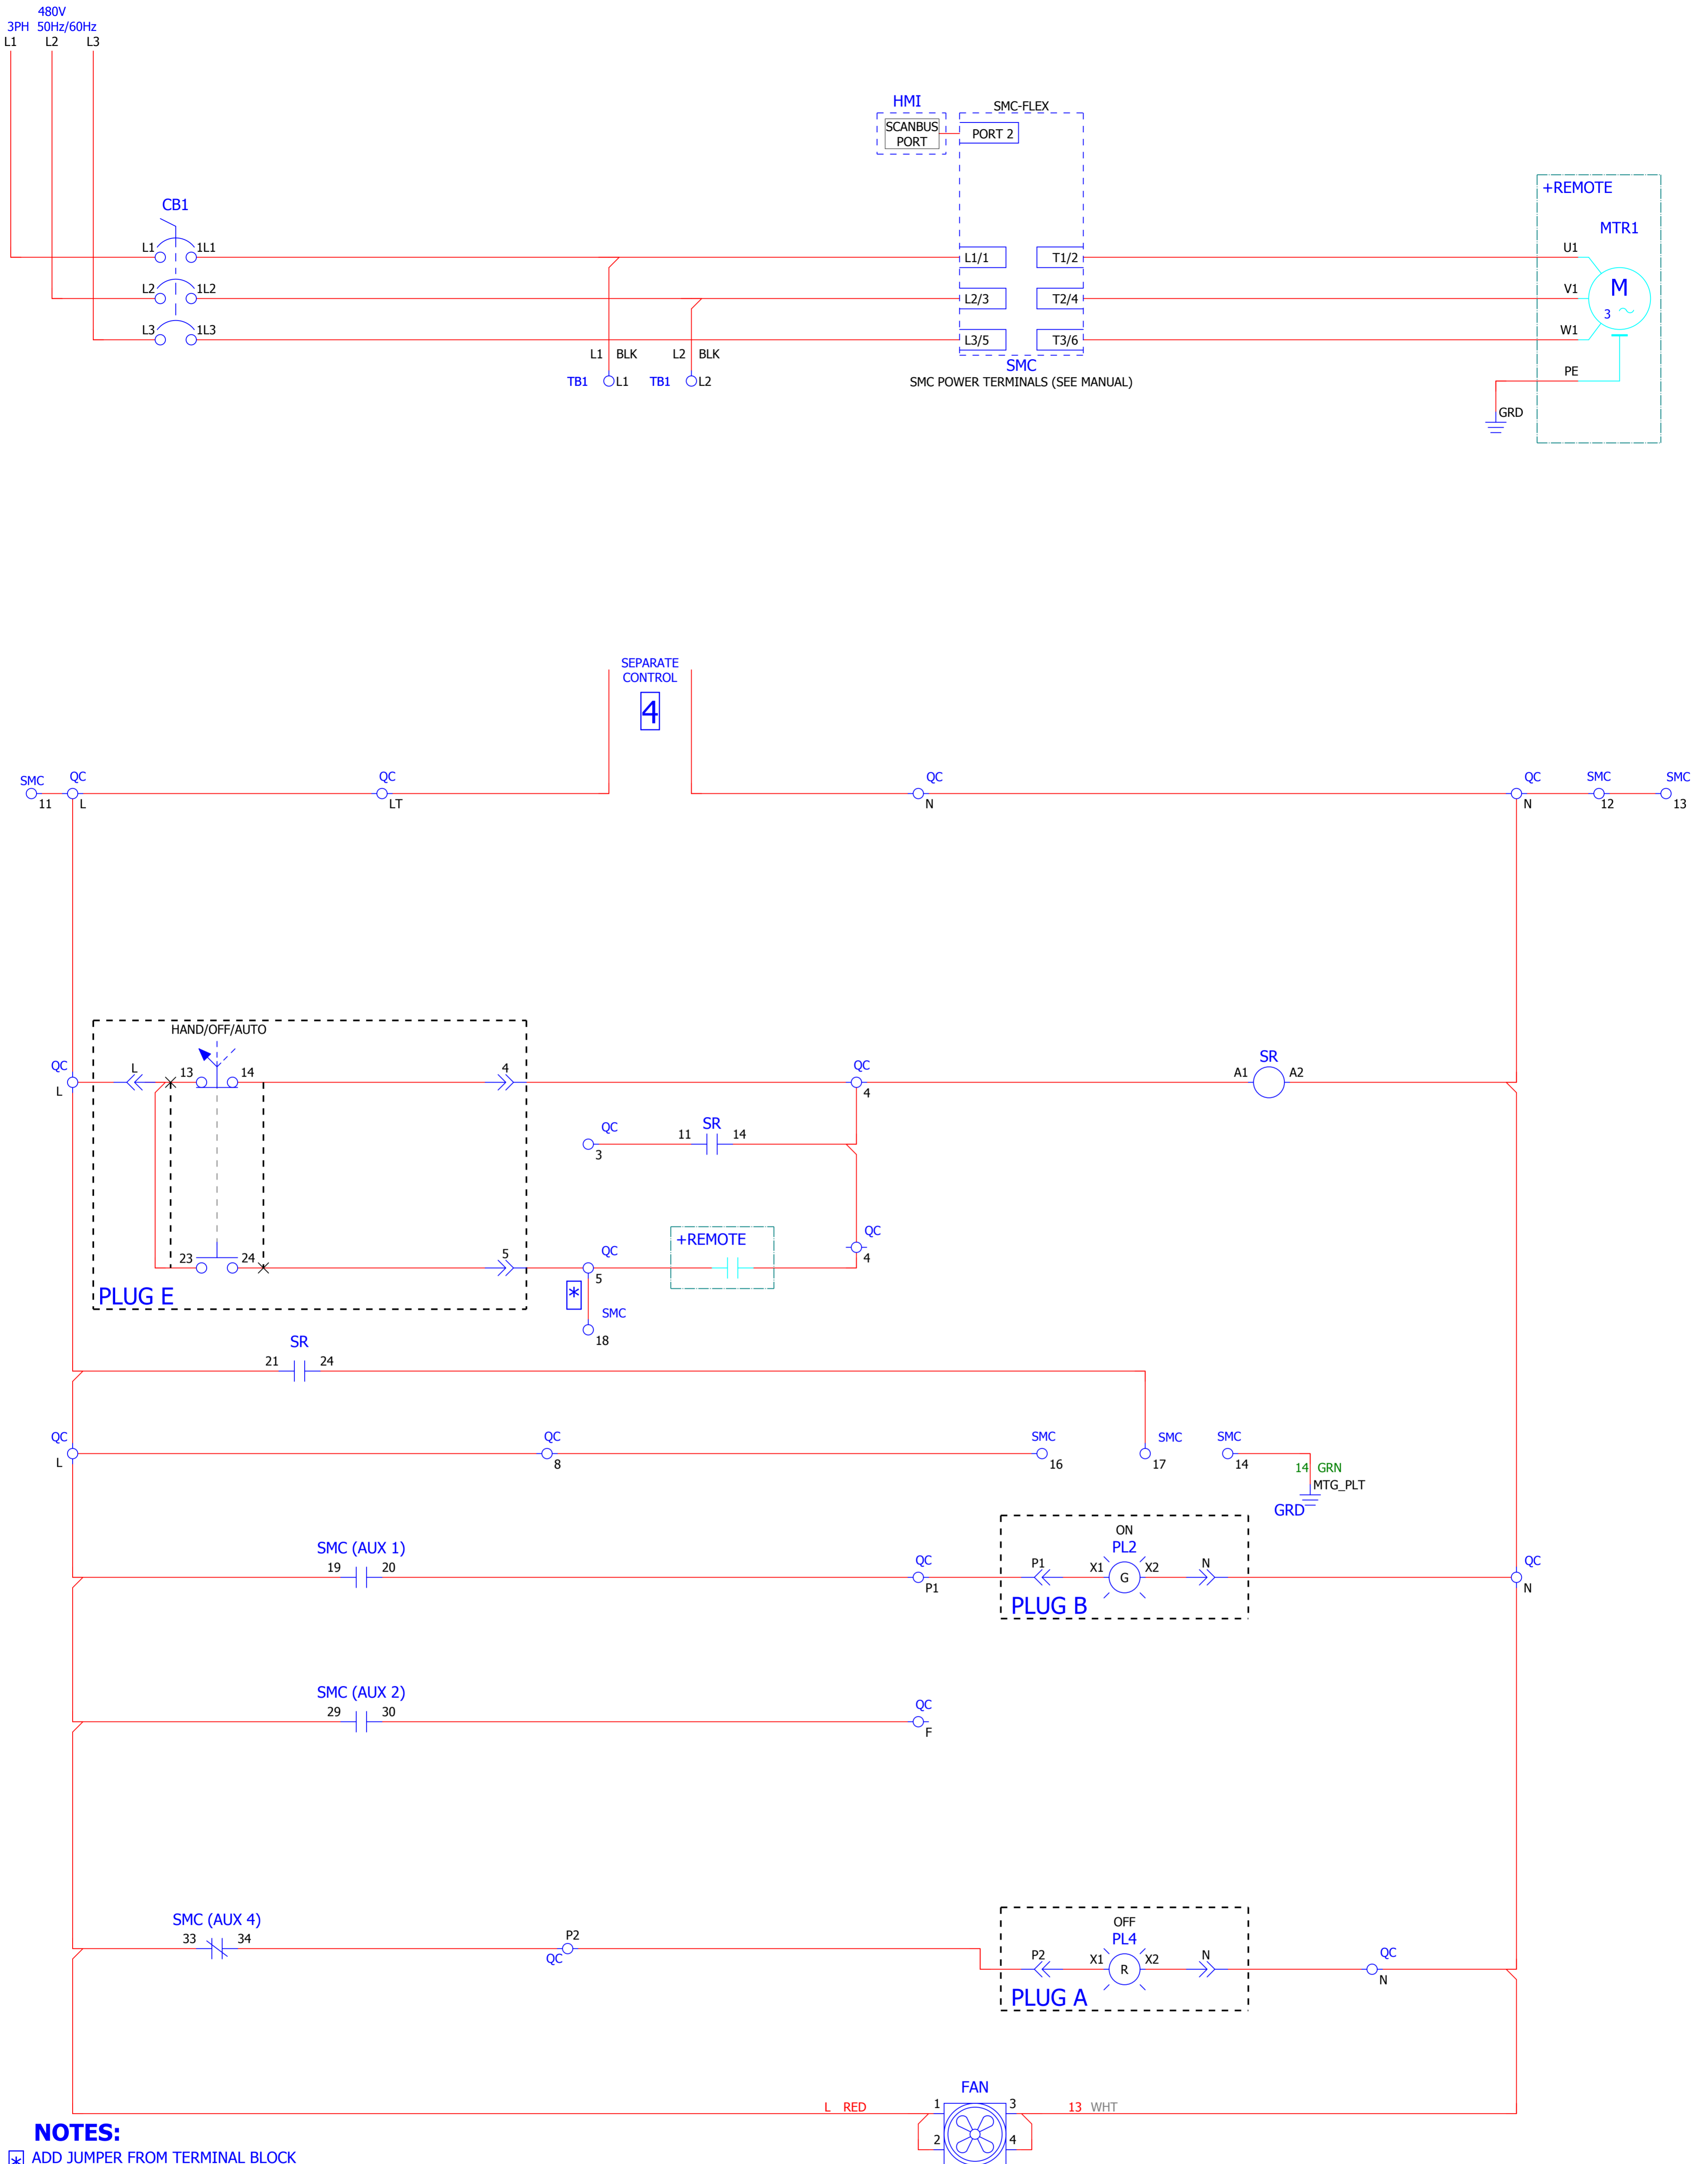 480V
3PH 50Hz/60Hz
L1 L2 L3
HMI
SCANBUS
PORT
SMC-FLEX
PORT 2
+REMOTE
MTR1
CB1
L1 1L1
L1/1 T1/2
U1
L2 1L2
L2/3 T2/4
V1
M
3
L3 1L3
L3/5 T3/6
W1
L1 BLK L2 BLK
SMC
PE
TB1 L1 TB1 L2
SMC POWER TERMINALS (SEE MANUAL)
GRD
SEPARATE
CONTROL
4
SMC QC QC QC QC SMC SMC
11 L LT N N 12 13
HAND/OFF/AUTO
QC L 13 14 4 QC SR
L 4 A1 A2
QC 11 SR 14
3
23 24 5 QC +REMOTE QC
5 4
PLUG E
*
SMC
18
SR
21 24
QC QC SMC SMC SMC
L 8 16 17 14
14 GRN
MTG_PLT
GRD
SMC (AUX 1)
19 20
QC
P1
ON
PL2
P1 X1 G X2 N
PLUG B
QC
N
SMC (AUX 2)
29 30
QC
F
SMC (AUX 4)
33 34
P2
QC
OFF
PL4
P2 X1 R X2 N
PLUG A
QC
N
FAN
L RED 1 3 13 WHT
2 4
NOTES:
* ADD JUMPER FROM TERMINAL BLOCK